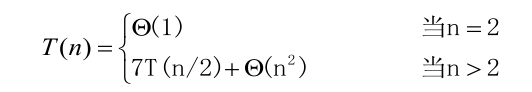 T(n) = { Θ(1) 当n = 2
7T(n/2) + Θ(n²) 当n > 2